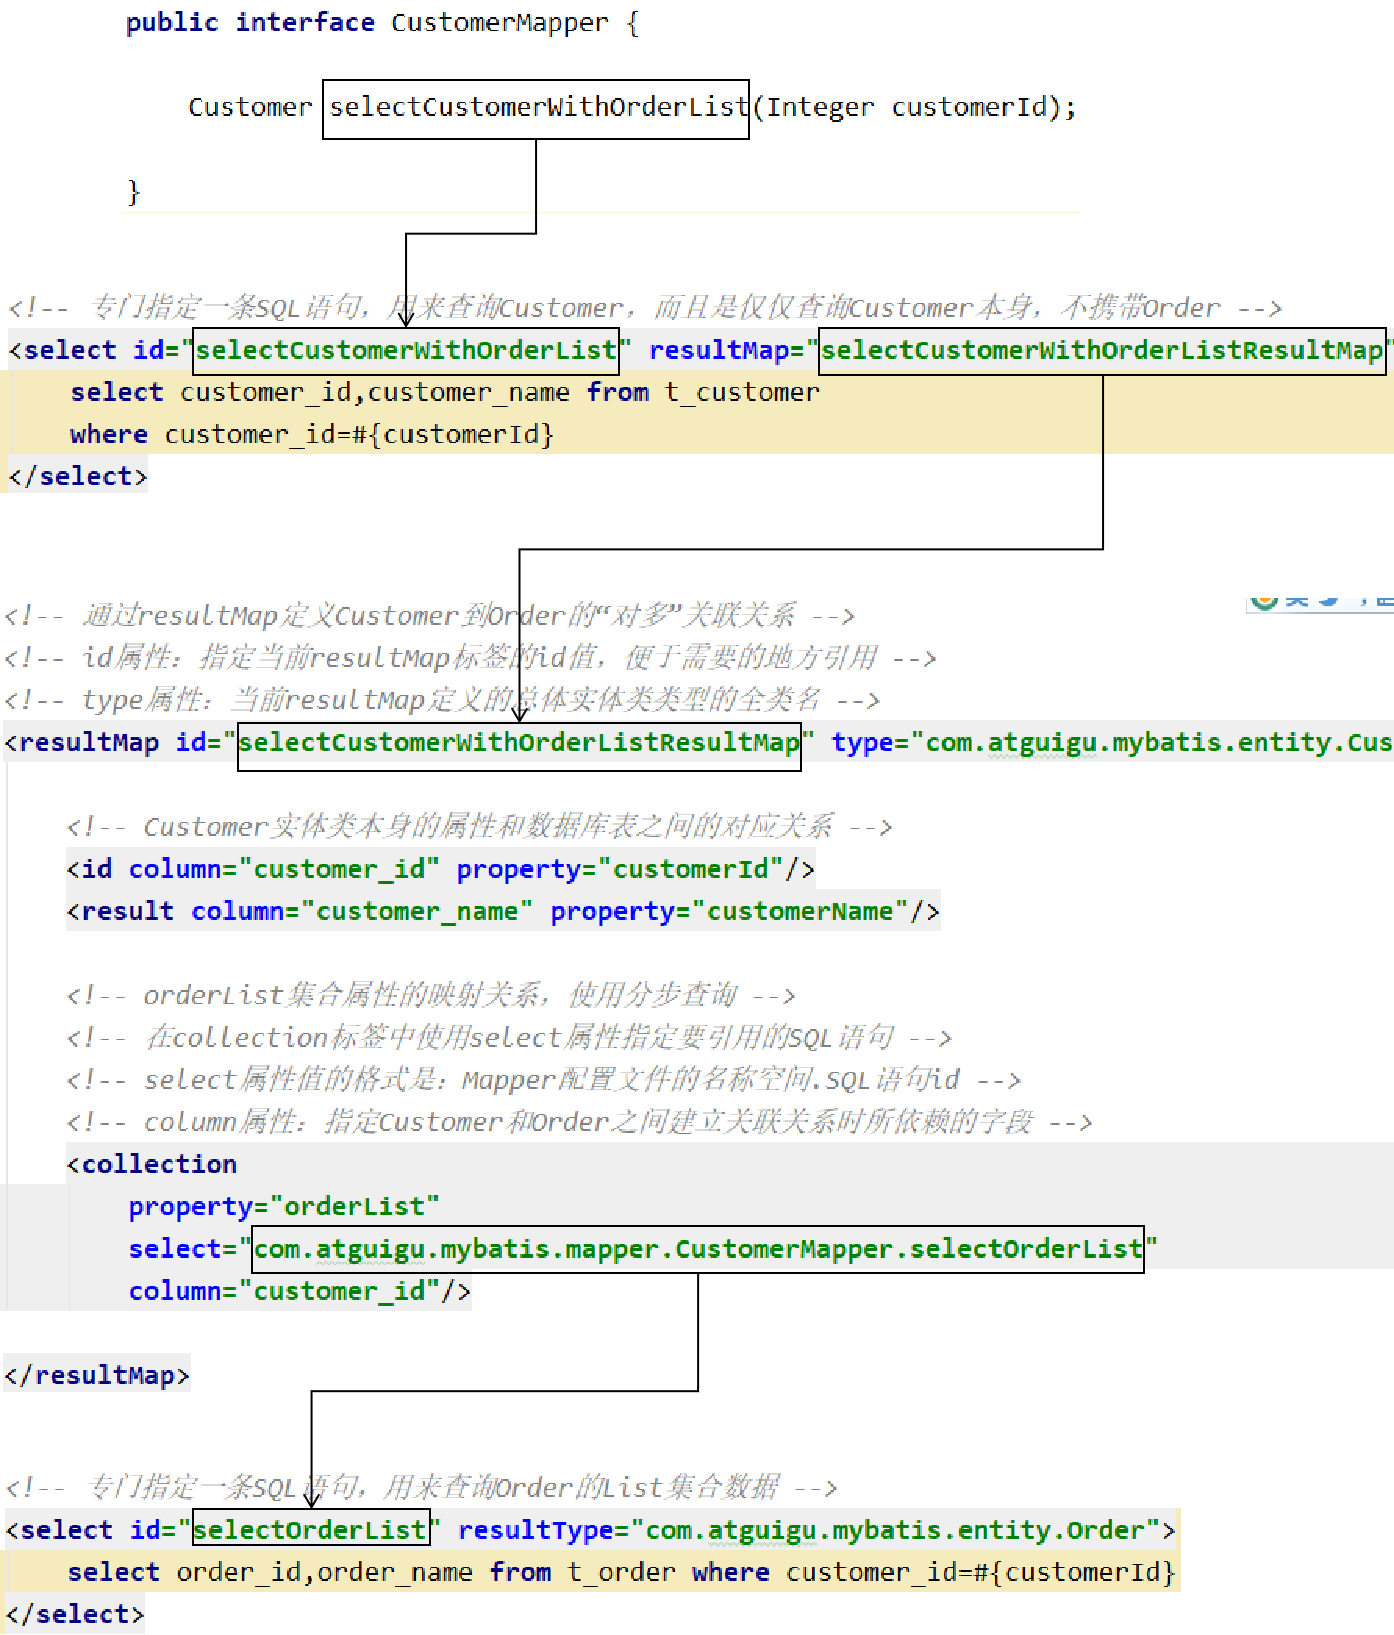 public interface CustomerMapper {
Customer selectCustomerWithOrderList(Integer customerId);
}
<!-- 专门指定一条SQL语句，用来查询Customer，而且是仅仅查询Customer本身，不携带Order -->
<select id="selectCustomerWithOrderList" resultMap="selectCustomerWithOrderListResultMap"
select customer_id,customer_name from t_customer
where customer_id=#{customerId}
</select>
<!-- 通过resultMap定义Customer到Order的“对多”关联关系 -->
<!-- id属性：指定当前resultMap标签的id值，便于需要的地方引用 -->
<!-- type属性：当前resultMap定义的总体实体类类型的全类名 -->
<resultMap id="selectCustomerWithOrderListResultMap" type="com.atguigu.mybatis.entity.Cus
<!-- Customer实体类本身的属性和数据库表之间的对应关系 -->
<id column="customer_id" property="customerId"/>
<result column="customer_name" property="customerName"/>
<!-- orderList集合属性的映射关系，使用分步查询 -->
<!-- 在collection标签中使用select属性指定要引用的SQL语句 -->
<!-- select属性值的格式是：Mapper配置文件的名称空间.SQL语句id -->
<!-- column属性：指定Customer和Order之间建立关联关系时所依赖的字段 -->
<collection
property="orderList"
select="com.atguigu.mybatis.mapper.CustomerMapper.selectOrderList"
column="customer_id"/>
</resultMap>
<!-- 专门指定一条SQL语句，用来查询Order的List集合数据 -->
<select id="selectOrderList" resultType="com.atguigu.mybatis.entity.Order">
select order_id,order_name from t_order where customer_id=#{customerId}
</select>